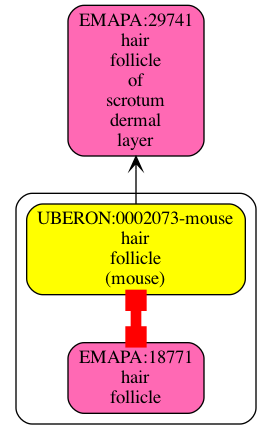 EMAPA:29741
hair
follicle
of
scrotum
dermal
layer
UBERON:0002073-mouse
hair
follicle
(mouse)
EMAPA:18771
hair
follicle